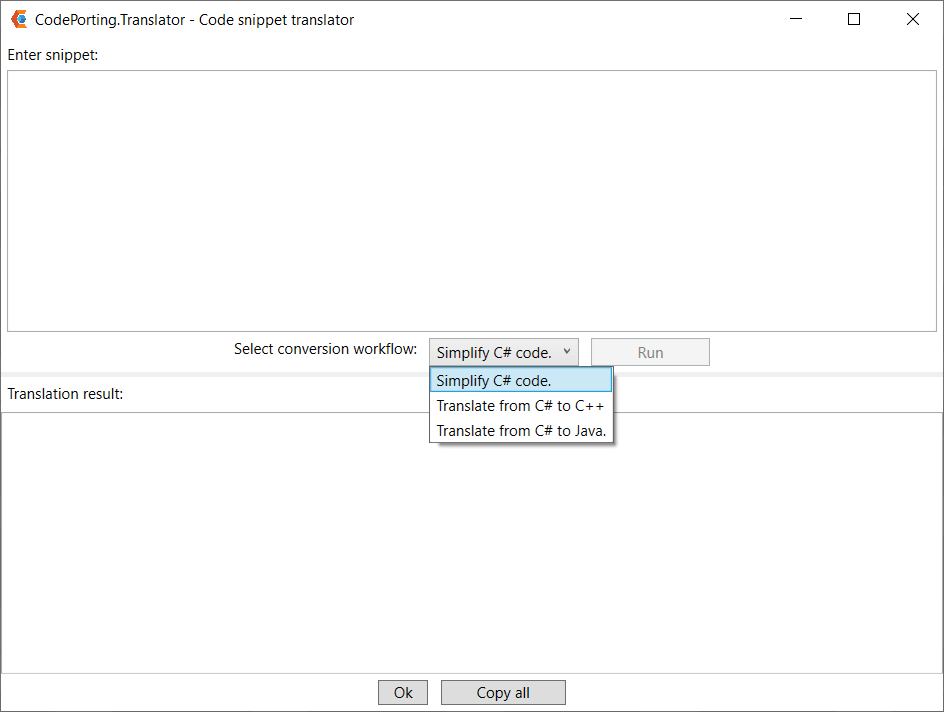 CodePorting.Translator - Code snippet translator
Enter snippet:
Select conversion workflow: Simplify C# code. Run
Simplify C# code.
Translate from C# to C++
Translate from C# to Java.
Translation result:
Ok Copy all